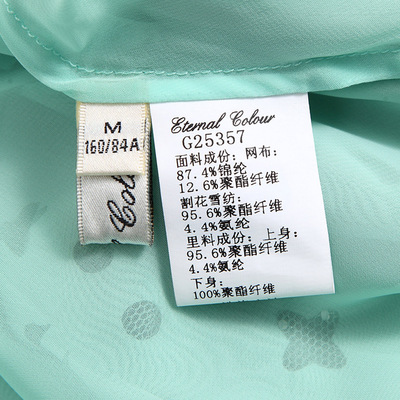 M
160/84A
Colo
Eternal Colour
G25357
面料成份：网布：
87.4%锦纶
12.6%聚酯纤维
割花雪纺：
95.6%聚酯纤维
4.4%氨纶
里料成份：上身：
95.6%聚酯纤维
4.4%氨纶
下身：
100%聚酯纤维